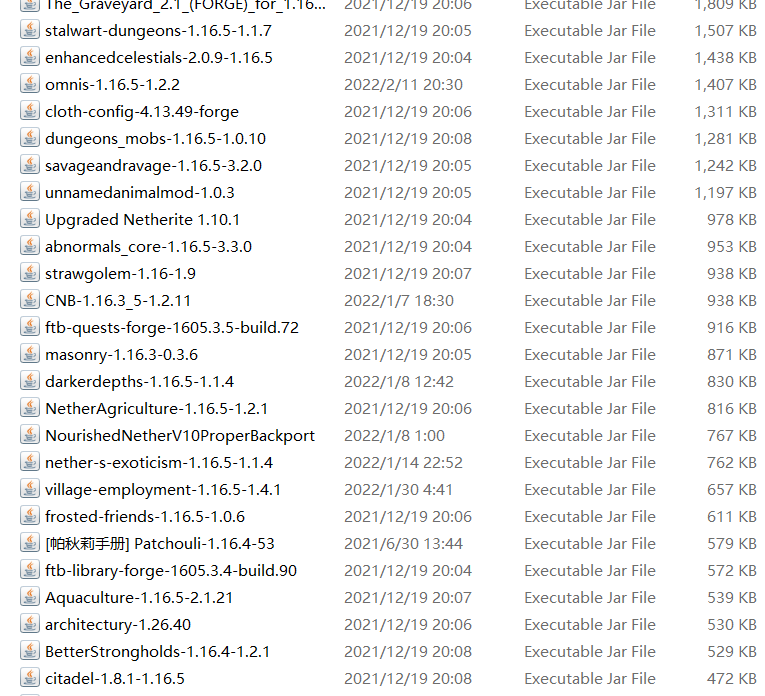 The_Graveyard_2.1_(FORGE)_for_1.16... 2021/12/19 20:06 Executable Jar File 1,809 KB
stalwart-dungeons-1.16.5-1.1.7 2021/12/19 20:05 Executable Jar File 1,507 KB
enhancedcelestials-2.0.9-1.16.5 2021/12/19 20:04 Executable Jar File 1,438 KB
omnis-1.16.5-1.2.2 2022/2/11 20:30 Executable Jar File 1,407 KB
cloth-config-4.13.49-forge 2021/12/19 20:06 Executable Jar File 1,311 KB
dungeons_mobs-1.16.5-1.0.10 2021/12/19 20:08 Executable Jar File 1,281 KB
savageandravage-1.16.5-3.2.0 2021/12/19 20:05 Executable Jar File 1,242 KB
unnamedanimalmod-1.0.3 2021/12/19 20:05 Executable Jar File 1,197 KB
Upgraded Netherite 1.10.1 2021/12/19 20:04 Executable Jar File 978 KB
abnormals_core-1.16.5-3.3.0 2021/12/19 20:04 Executable Jar File 953 KB
strawgolem-1.16-1.9 2021/12/19 20:07 Executable Jar File 938 KB
CNB-1.16.3_5-1.2.11 2022/1/7 18:30 Executable Jar File 938 KB
ftb-quests-forge-1605.3.5-build.72 2021/12/19 20:06 Executable Jar File 916 KB
masonry-1.16.3-0.3.6 2021/12/19 20:05 Executable Jar File 871 KB
darkerdepths-1.16.5-1.1.4 2022/1/8 12:42 Executable Jar File 830 KB
NetherAgriculture-1.16.5-1.2.1 2021/12/19 20:06 Executable Jar File 816 KB
NourishedNetherV10ProperBackport 2022/1/8 1:00 Executable Jar File 767 KB
nether-s-exoticism-1.16.5-1.1.4 2022/1/14 22:52 Executable Jar File 762 KB
village-employment-1.16.5-1.4.1 2022/1/30 4:41 Executable Jar File 657 KB
frosted-friends-1.16.5-1.0.6 2021/12/19 20:06 Executable Jar File 611 KB
[帕秋莉手册] Patchouli-1.16.4-53 2021/6/30 13:44 Executable Jar File 579 KB
ftb-library-forge-1605.3.4-build.90 2021/12/19 20:04 Executable Jar File 572 KB
Aquaculture-1.16.5-2.1.21 2021/12/19 20:07 Executable Jar File 539 KB
architectury-1.26.40 2021/12/19 20:06 Executable Jar File 530 KB
BetterStrongholds-1.16.4-1.2.1 2021/12/19 20:08 Executable Jar File 529 KB
citadel-1.8.1-1.16.5 2021/12/19 20:08 Executable Jar File 472 KB